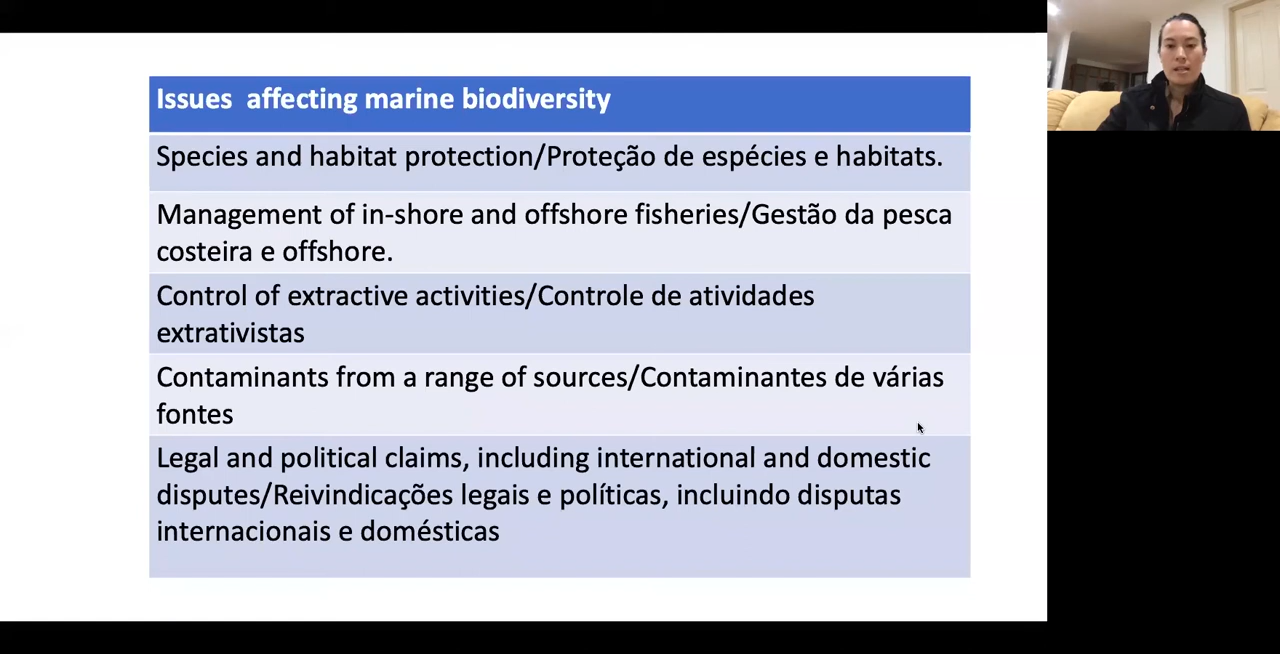 Issues  affecting marine biodiversity
Species and habitat protection/Proteção de espécies e habitats.
Management of in-shore and offshore fisheries/Gestão da pesca
costeira e offshore.
Control of extractive activities/Controle de atividades
extrativistas
Contaminants from a range of sources/Contaminantes de várias
fontes
Legal and political claims, including international and domestic
disputes/Reivindicações legais e políticas, incluindo disputas
internacionais e domésticas